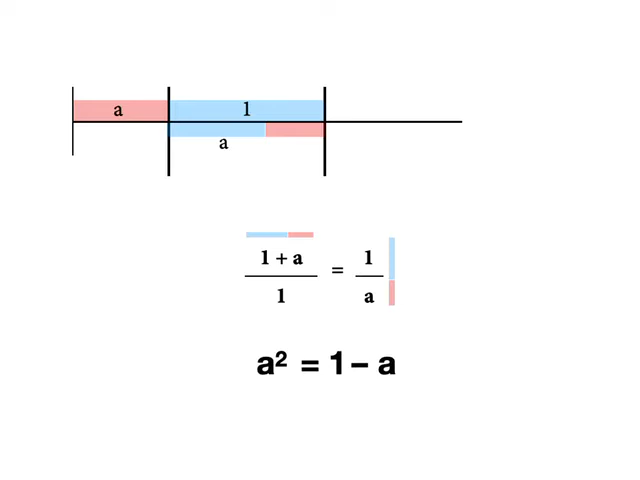 a 1
a
1 + a = 1
1 a
a² = 1 – a